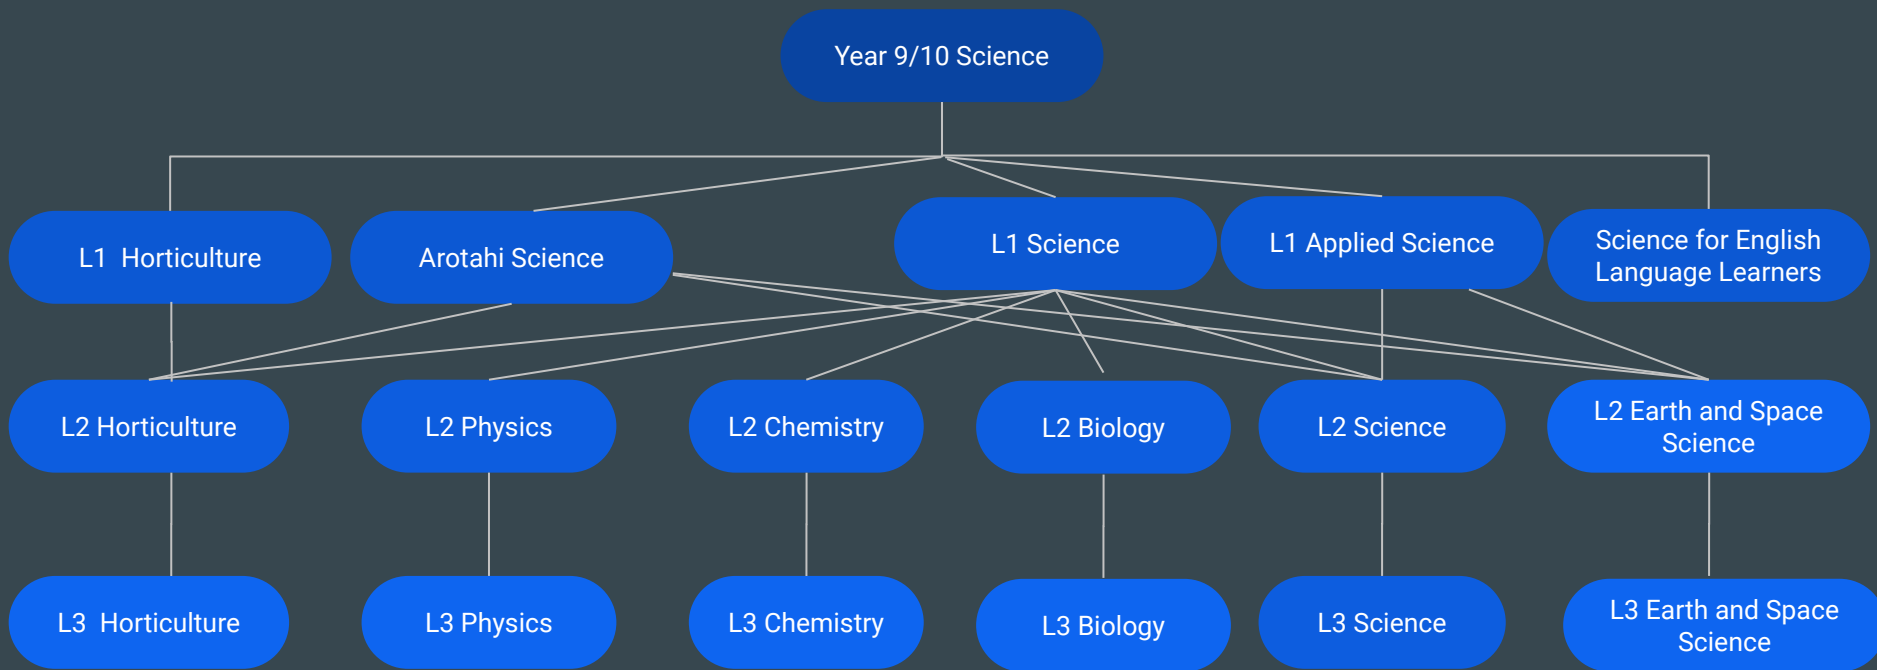 Year 9/10 Science
L1 Horticulture
Arotahi Science
L1 Science
L1 Applied Science
Science for English
Language Learners
L2 Horticulture
L2 Physics
L2 Chemistry
L2 Biology
L2 Science
L2 Earth and Space
Science
L3 Horticulture
L3 Physics
L3 Chemistry
L3 Biology
L3 Science
L3 Earth and Space
Science